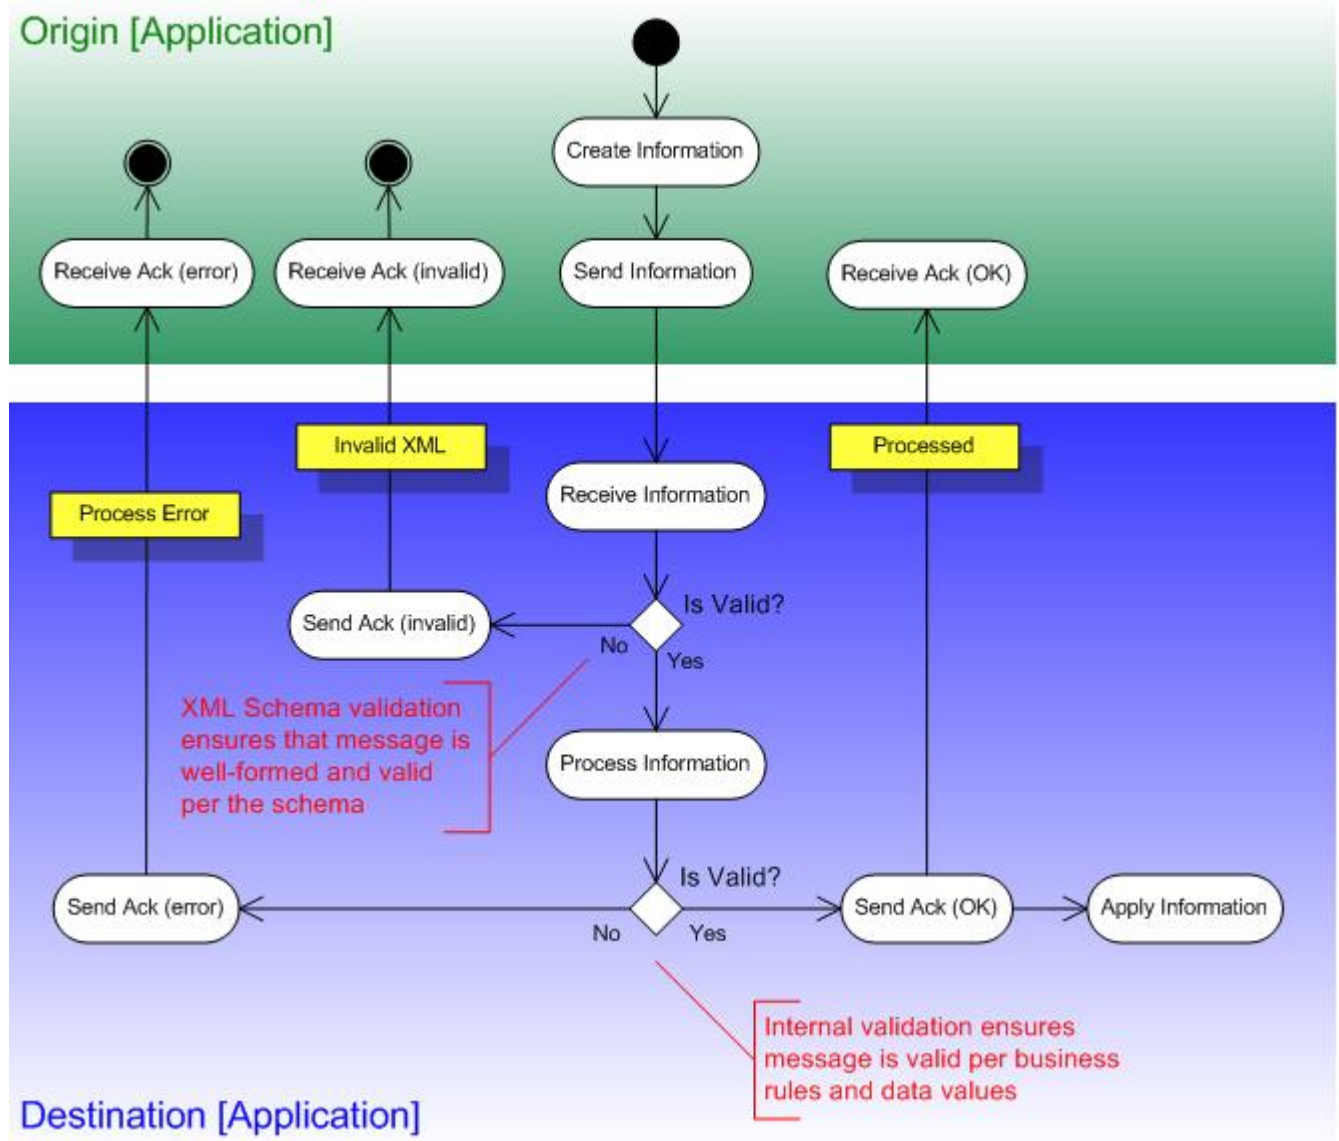 Origin [Application]
Create Information
Receive Ack (error)
Receive Ack (invalid)
Send Information
Receive Ack (OK)
Invalid XML
Processed
Process Error
Receive Information
Is Valid?
Send Ack (invalid)
No
Yes
XML Schema validation
ensures that message is
well-formed and valid
per the schema
Process Information
Is Valid?
Send Ack (error)
Send Ack (OK)
Apply Information
No
Yes
Internal validation ensures
message is valid per business
rules and data values
Destination [Application]